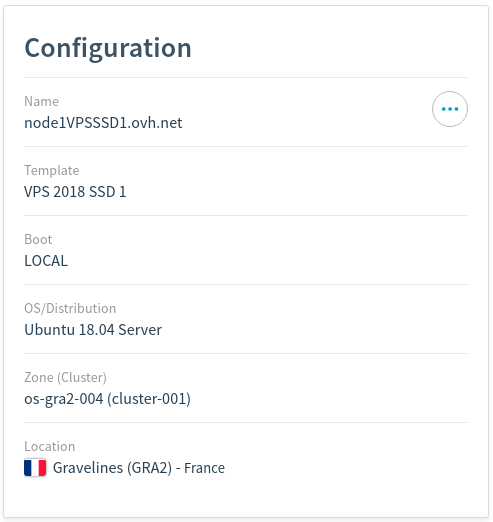 Configuration
Name
node1VPSSSD1.ovh.net
Template
VPS 2018 SSD 1
Boot
LOCAL
OS/Distribution
Ubuntu 18.04 Server
Zone (Cluster)
os-gra2-004 (cluster-001)
Location
Gravelines (GRA2) - France